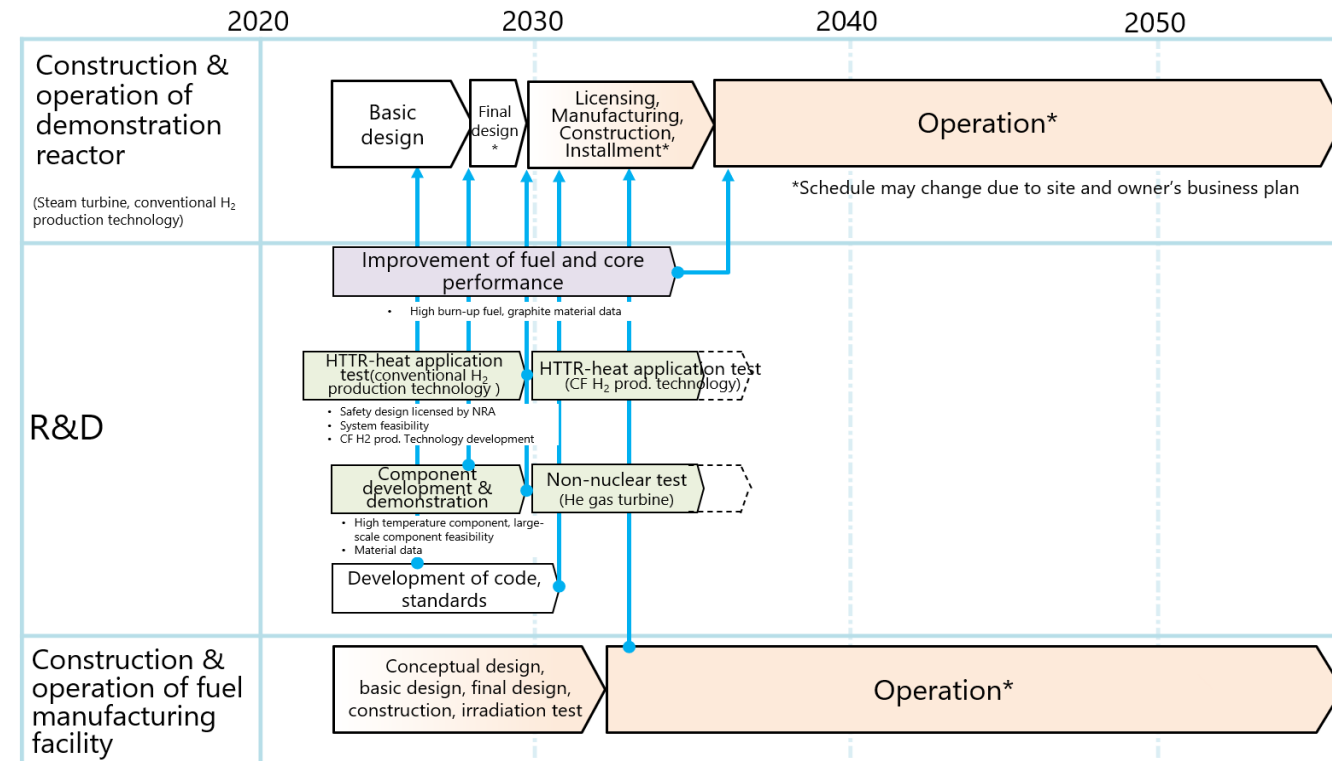 2020
2030
2040
2050
Construction &
operation of
demonstration
reactor
(Steam turbine, conventional H₂
production technology)
Basic
design
Final
design
*
Licensing,
Manufacturing,
Construction,
Installment*
Operation*
*Schedule may change due to site and owner's business plan
R&D
Improvement of fuel and core
performance
• High burn-up fuel, graphite material data
HTTR-heat application
test(conventional H₂
production technology )
HTTR-heat application test
(CF H₂ prod. technology)
• Safety design licensed by NRA
• System feasibility
• CF H2 prod. Technology development
Component
development &
demonstration
Non-nuclear test
(He gas turbine)
• High temperature component, large-
scale component feasibility
• Material data
Development of code,
standards
Construction &
operation of fuel
manufacturing
facility
Conceptual design,
basic design, final design,
construction, irradiation test
Operation*